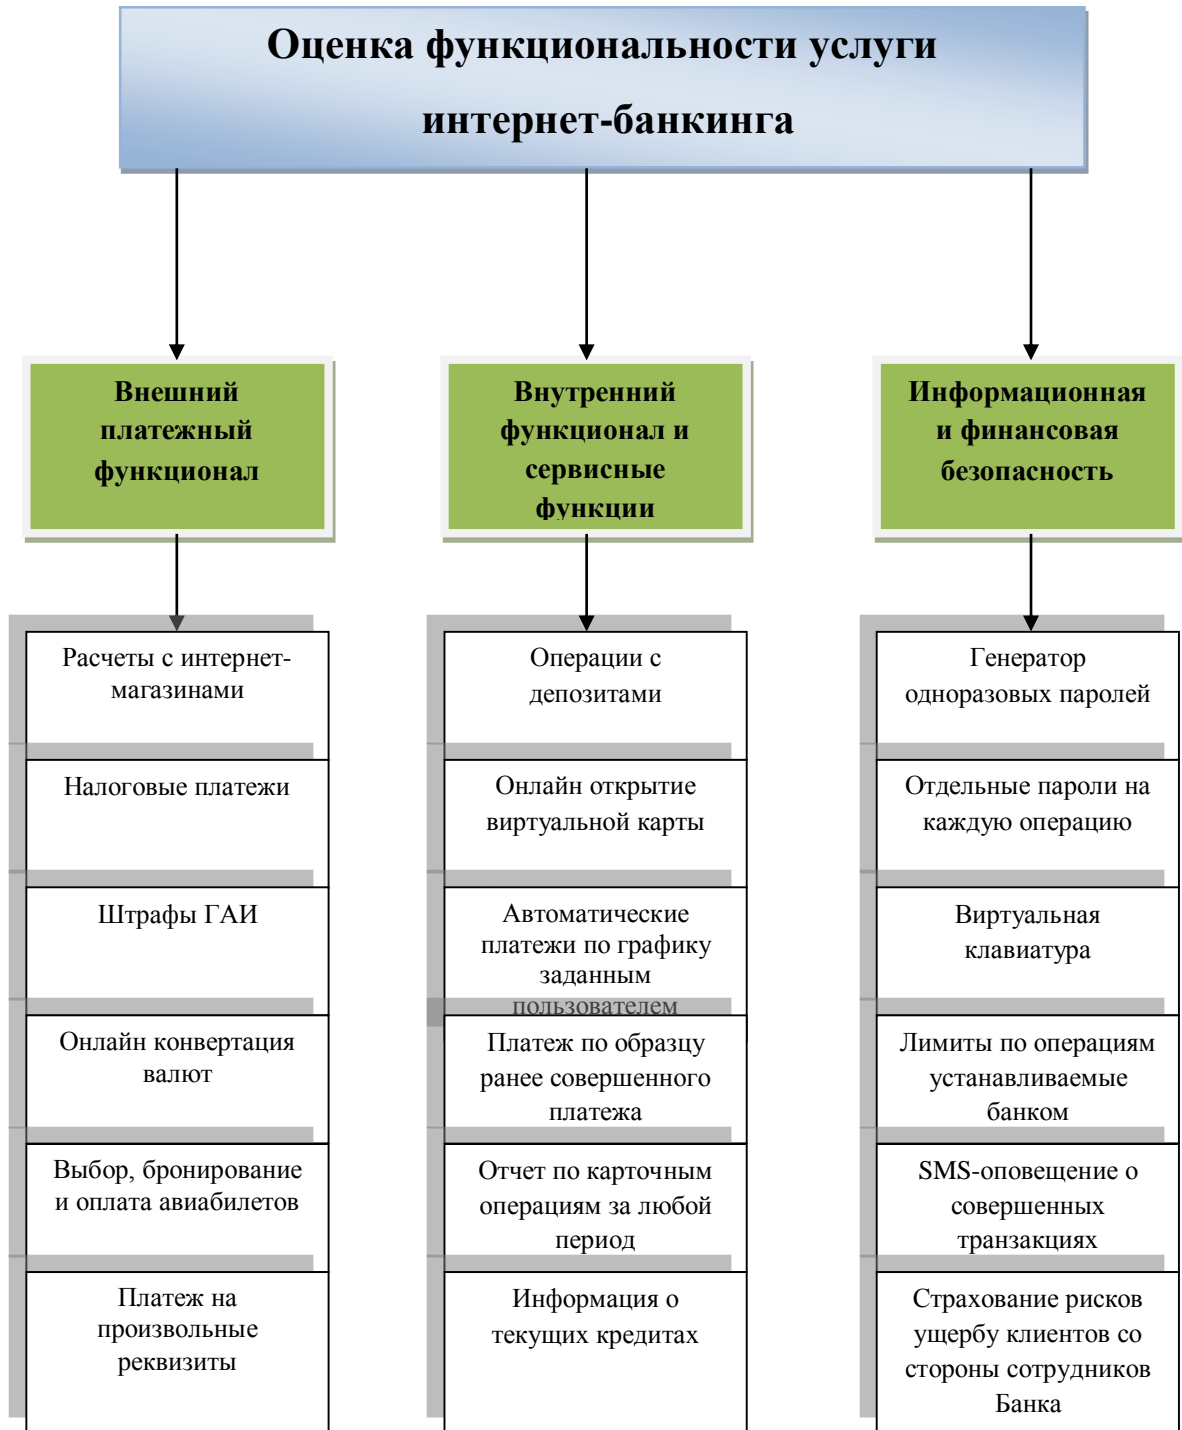 Оценка функциональности услуги
интернет-банкинга
Внешний
платежный
функционал
Внутренний
функционал и
сервисные
функции
Информационная
и финансовая
безопасность
Расчеты с интернет-
магазинами
Налоговые платежи
Штрафы ГАИ
Онлайн конвертация
валют
Выбор, бронирование
и оплата авиабилетов
Платеж на
произвольные
реквизиты
Операции с
депозитами
Онлайн открытие
виртуальной карты
Автоматические
платежи по графику
заданным
пользователем
Платеж по образцу
ранее совершенного
платежа
Отчет по карточным
операциям за любой
период
Информация о
текущих кредитах
Генератор
одноразовых паролей
Отдельные пароли на
каждую операцию
Виртуальная
клавиатура
Лимиты по операциям
устанавливаемые
банком
SMS-оповещение о
совершенных
транзакциях
Страхование рисков
ущербу клиентов со
стороны сотрудников
Банка